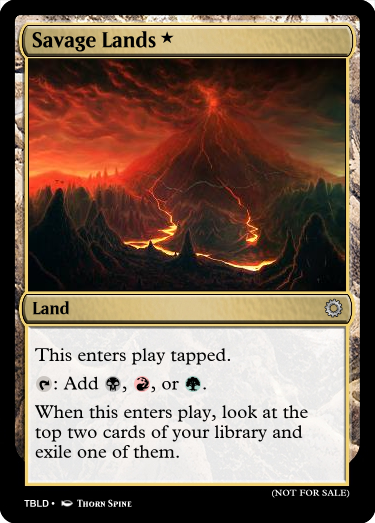 Savage Lands ★
Land
This enters play tapped.
: Add , , or .
When this enters play, look at the
top two cards of your library and
exile one of them.
(NOT FOR SALE)
TBLD • Thorn Spine